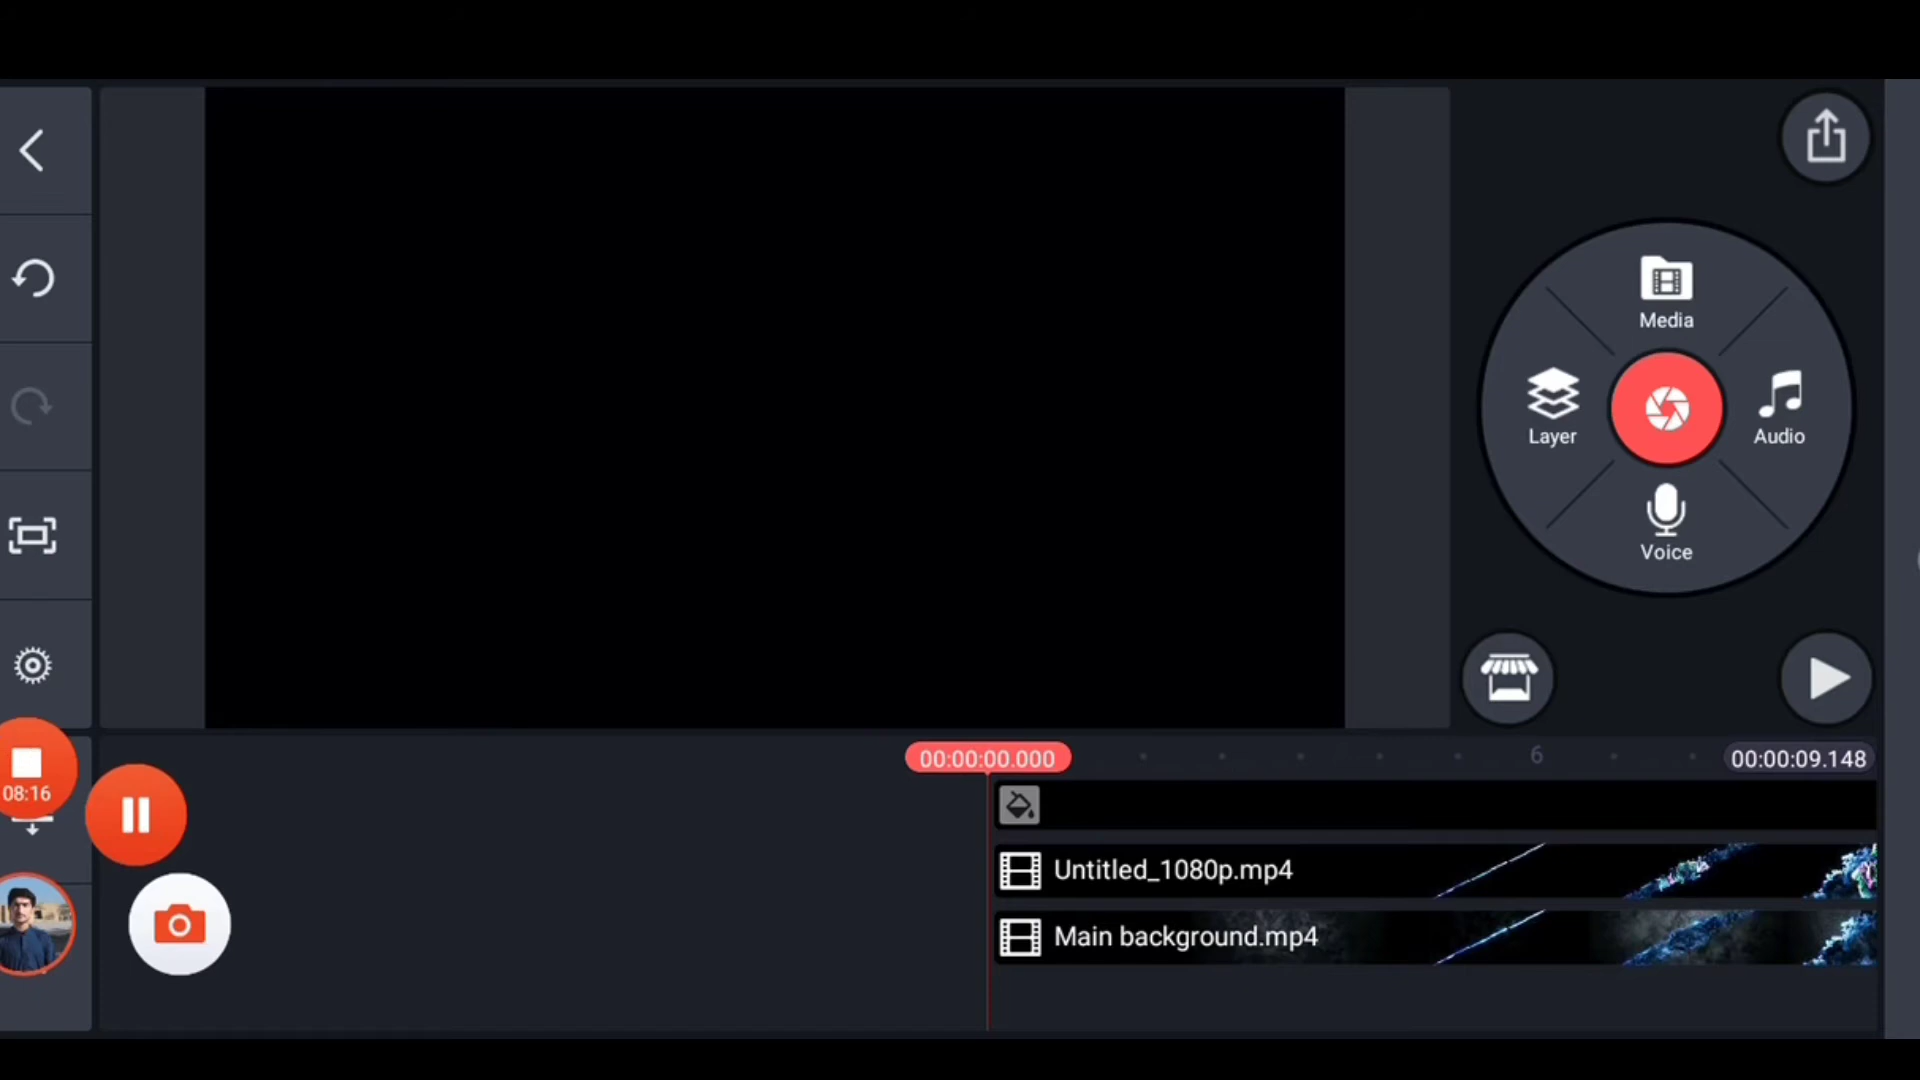 Media
Layer
Audio
Voice
00:00:00.000
6
00:00:09.148
08:16
Untitled_1080p.mp4
Main background.mp4